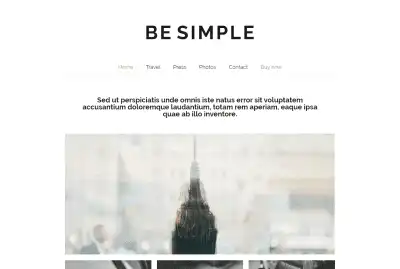 BE SIMPLE
Home Travel Press Photos Contact Buy now!
Sed ut perspiciatis unde omnis iste natus error sit voluptatem
accusantium doloremque laudantium, totam rem aperiam, eaque ipsa
quae ab illo inventore.